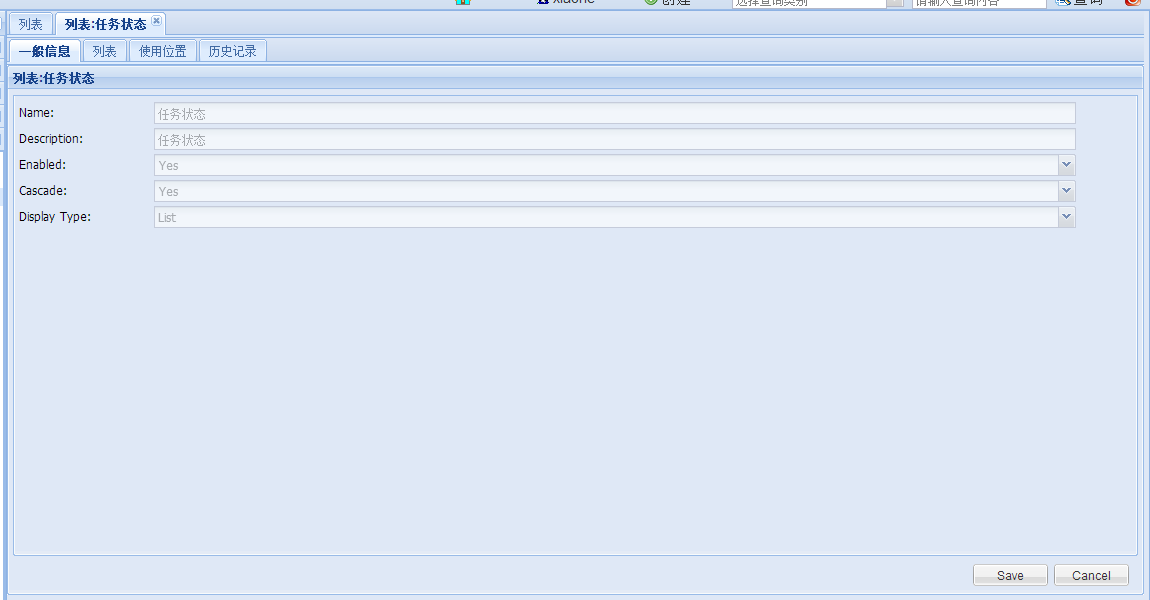 xiaohe 创建 选择查询类别 请输入查询内容 查询
列表 列表:任务状态
一般信息 列表 使用位置 历史记录
列表:任务状态
Name: 任务状态
Description: 任务状态
Enabled: Yes
Cascade: Yes
Display Type: List
Save Cancel